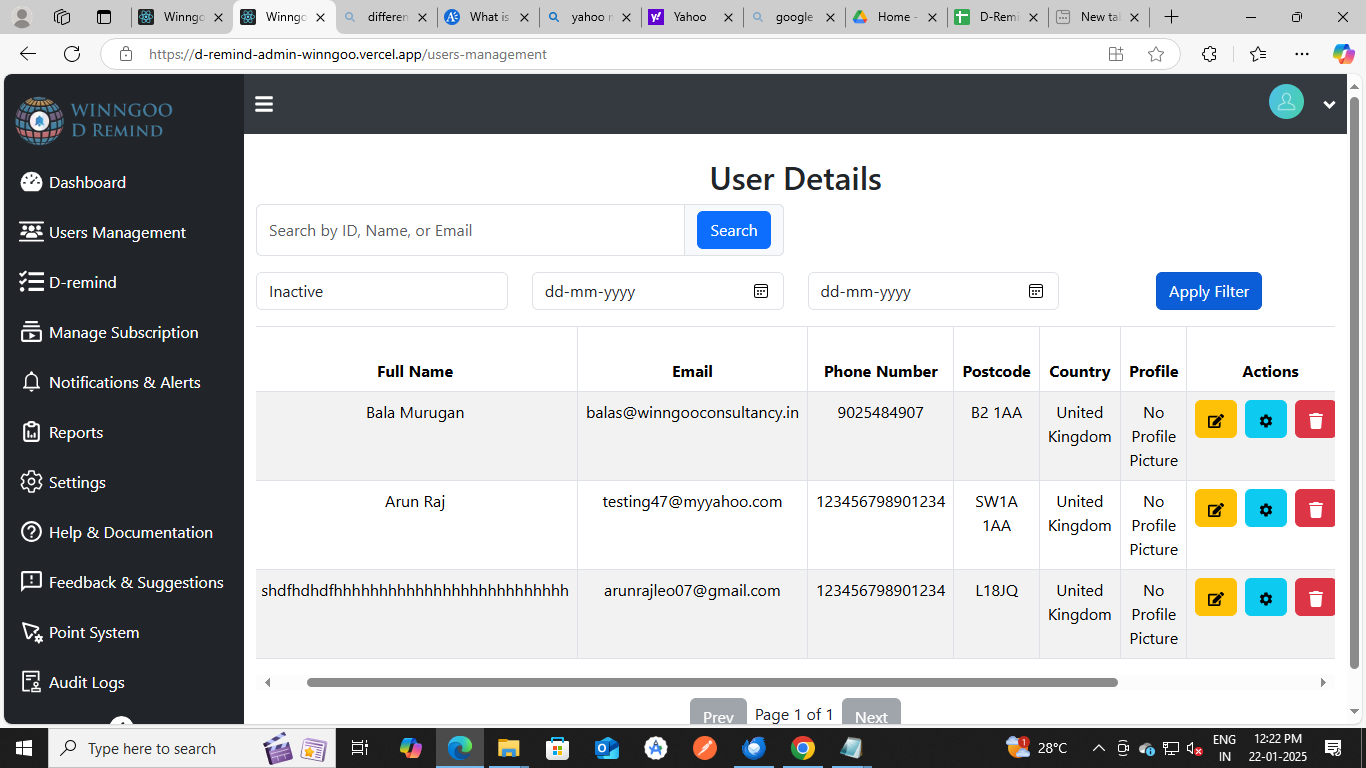 Winngo
Winngo
differen
What is
yahoo r
Yahoo
google
Home -
D-Remi
New tab
https://d-remind-admin-winngoo.vercel.app/users-management
WINNGOO
D REMIND
Dashboard
Users Management
D-remind
Manage Subscription
Notifications & Alerts
Reports
Settings
Help & Documentation
Feedback & Suggestions
Point System
Audit Logs
User Details
Search by ID, Name, or Email
Search
Inactive
dd-mm-yyyy
dd-mm-yyyy
Apply Filter
Full Name Email Phone Number Postcode Country Profile Actions
Bala Murugan balas@winngooconsultancy.in 9025484907 B2 1AA United No
Kingdom Profile
Picture
Arun Raj testing47@myyahoo.com 123456798901234 SW1A United No
1AA Kingdom Profile
Picture
shdfhdhdfhhhhhhhhhhhhhhhhhhhhhhhhhh arunrajleo07@gmail.com 123456798901234 L18JQ United No
Kingdom Profile
Picture
Prev Page 1 of 1 Next
Type here to search
28°C
ENG
IN
12:22 PM
22-01-2025